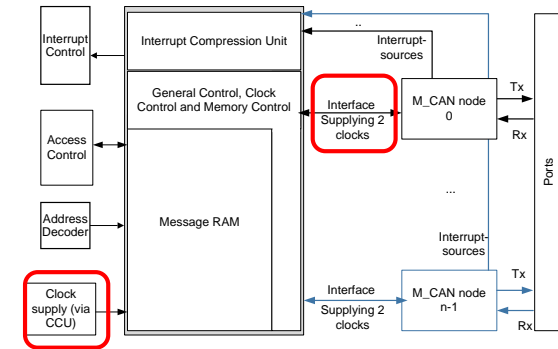 Interrupt
Control
Interrupt Compression Unit
..
Interrupt-
sources
General Control, Clock
Control and Memory Control
Interface
Supplying 2
clocks
M_CAN node
0
Tx
Rx
Access
Control
Ports
...
Address
Decoder
Message RAM
Interrupt-
sources
Clock
supply (via
CCU)
Interface
Supplying 2
clocks
M_CAN node
n-1
Tx
Rx